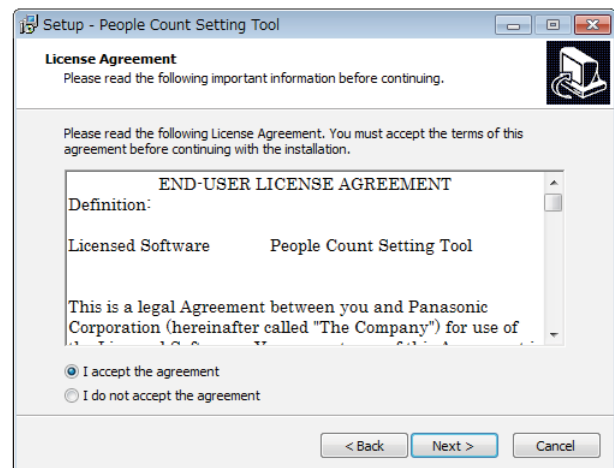 Setup - People Count Setting Tool
License Agreement
Please read the following important information before continuing.
Please read the following License Agreement. You must accept the terms of this
agreement before continuing with the installation.
END-USER LICENSE AGREEMENT
Definition:
Licensed Software People Count Setting Tool
This is a legal Agreement between you and Panasonic
Corporation (hereinafter called "The Company") for use of
I accept the agreement
I do not accept the agreement
< Back Next > Cancel